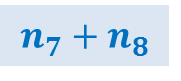 n₇ + n₈